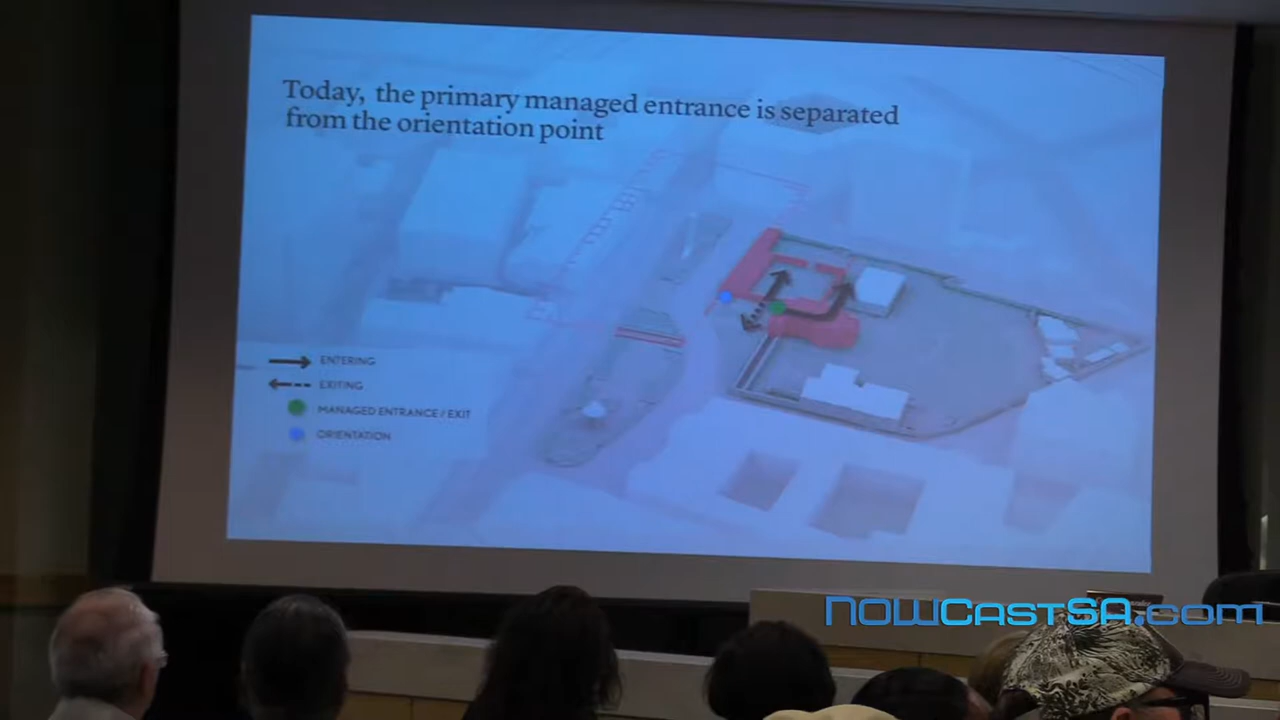 Today, the primary managed entrance is separated
from the orientation point
ENTERING
EXITING
MANAGED ENTRANCE / EXIT
ORIENTATION
NOWCastSA.com